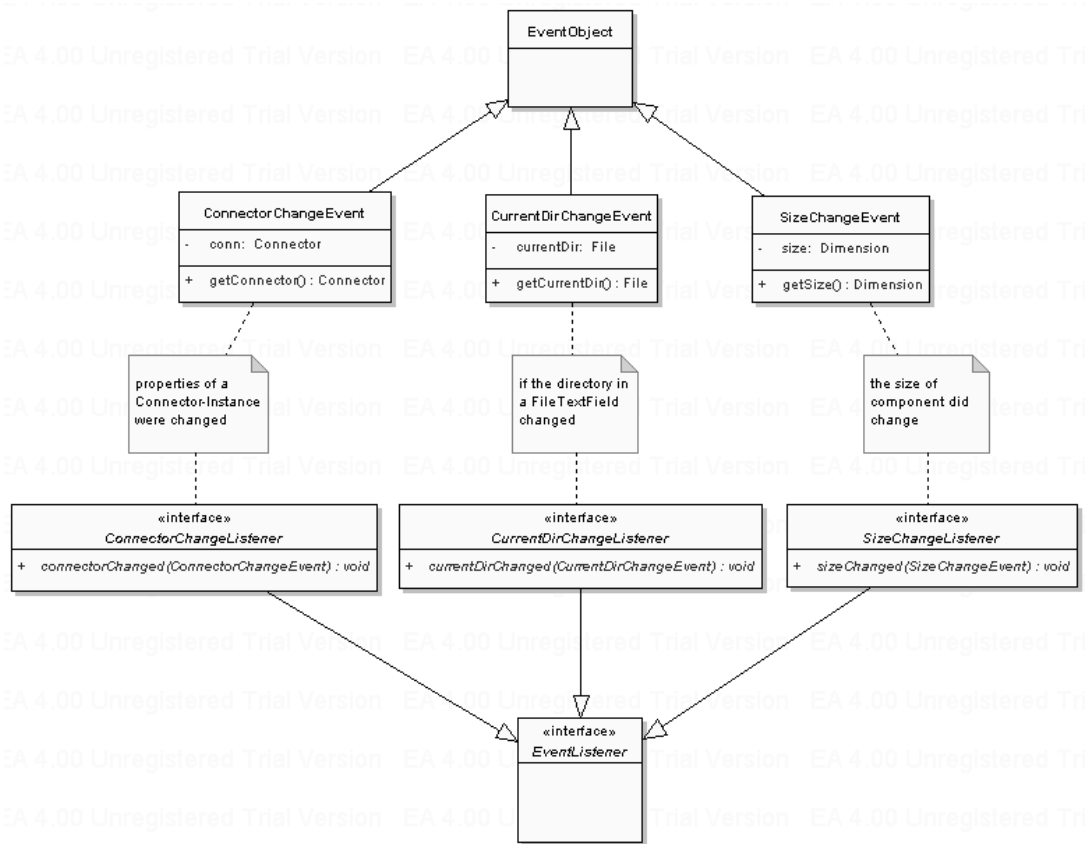 EventObject
ConnectorChangeEvent
- conn: Connector
+ getConnector() : Connector
CurrentDirChangeEvent
- currentDir: File
+ getCurrentDir() : File
SizeChangeEvent
- size: Dimension
+ getSize() : Dimension
properties of a
Connector-Instance
were changed
if the directory in
a FileTextField
changed
the size of
component did
change
«interface»
ConnectorChangeListener
+ connectorChanged(ConnectorChangeEvent) : void
«interface»
CurrentDirChangeListener
+ currentDirChanged(CurrentDirChangeEvent) : void
«interface»
SizeChangeListener
+ sizeChanged(SizeChangeEvent) : void
«interface»
EventListener
EA 4.00 Unregistered Trial Version